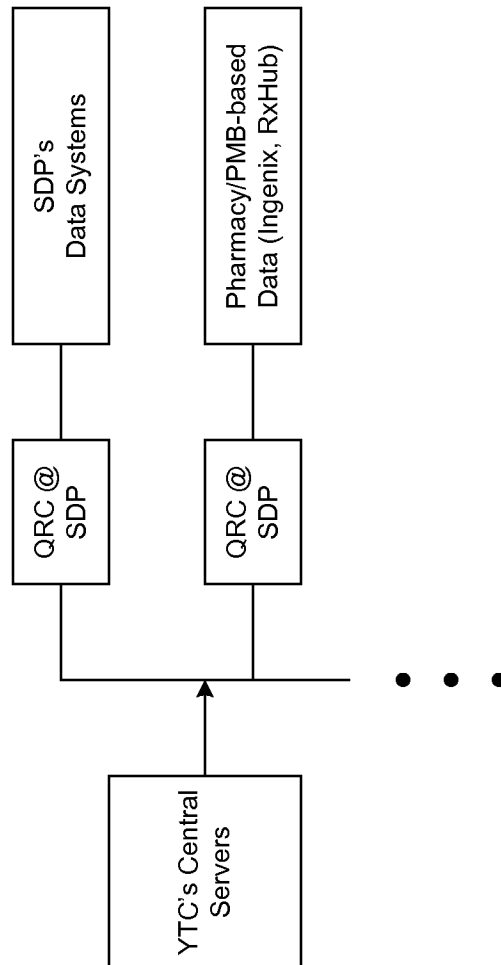 SDP's
Data Systems
Pharmacy/PMB-based
Data (Ingenix, RxHub)
QRC @
SDP
QRC @
SDP
YTC's Central
Servers